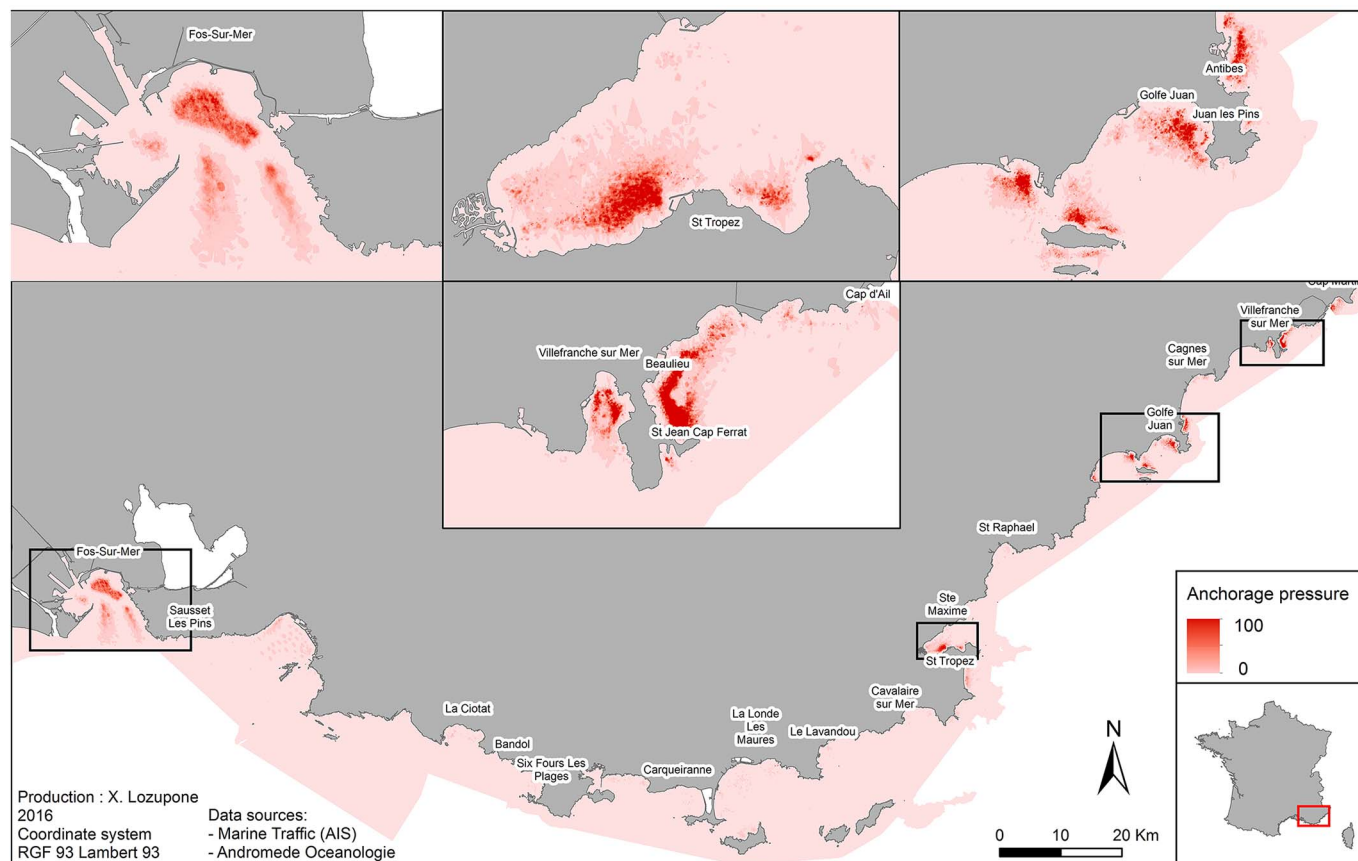 Fos-Sur-Mer
St Tropez
Antibes
Golfe Juan
Juan les Pins
Cap d'Ail
Villefranche sur Mer
Beaulieu
St Jean Cap Ferrat
Villefranche
sur Mer
Cagnes
sur Mer
Golfe
Juan
St Raphael
Ste
Maxime
St Tropez
Cavalaire
sur Mer
Le Lavandou
La Londe
Les
Maures
Carqueiranne
Six Fours Les
Plages
Bandol
La Ciotat
Fos-Sur-Mer
Sausset
Les Pins
Anchorage pressure
100
0
N
0 10 20 Km
Production : X. Lozupone
2016
Coordinate system
RGF 93 Lambert 93
Data sources:
- Marine Traffic (AIS)
- Andromede Oceanologie